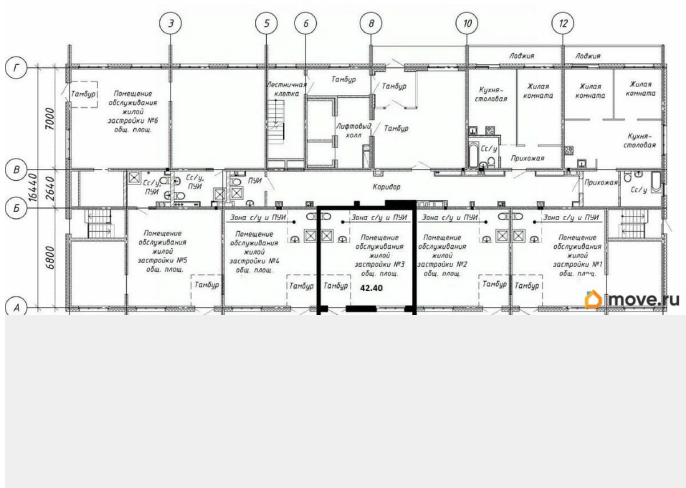 3
5
6
8
10
12
Г
В
Б
А
16440
7000
2640
6800
Лоджия
Лоджия
Тамбур
Помещение
обслуживания
жилой
застройки №6
общ. площ.
Лестничная
клетка
Тамбур
Лифтовый
холл
Тамбур
Тамбур
Кухня-
столовая
Жилая
комната
Сс/у
Прихожая
Жилая
комната
Жилая
комната
Кухня-
столовая
Сс/у,
ПУИ
Сс/у,
ПУИ
ПУИ
Коридор
Прихожая
Сс/у
Помещение
обслуживания
жилой
застройки №5
общ. площ.
Тамбур
Зона с/у и ПУИ
Помещение
обслуживания
жилой
застройки №4
общ. площ.
Тамбур
Зона с/у и ПУИ
Помещение
обслуживания
жилой
застройки №3
общ. площ.
42.40
Тамбур
Зона с/у и ПУИ
Помещение
обслуживания
жилой
застройки №2
общ. площ.
Тамбур
Зона с/у и ПУИ
Помещение
обслуживания
жилой
застройки №1
общ. площ.
Тамбур
move.ru